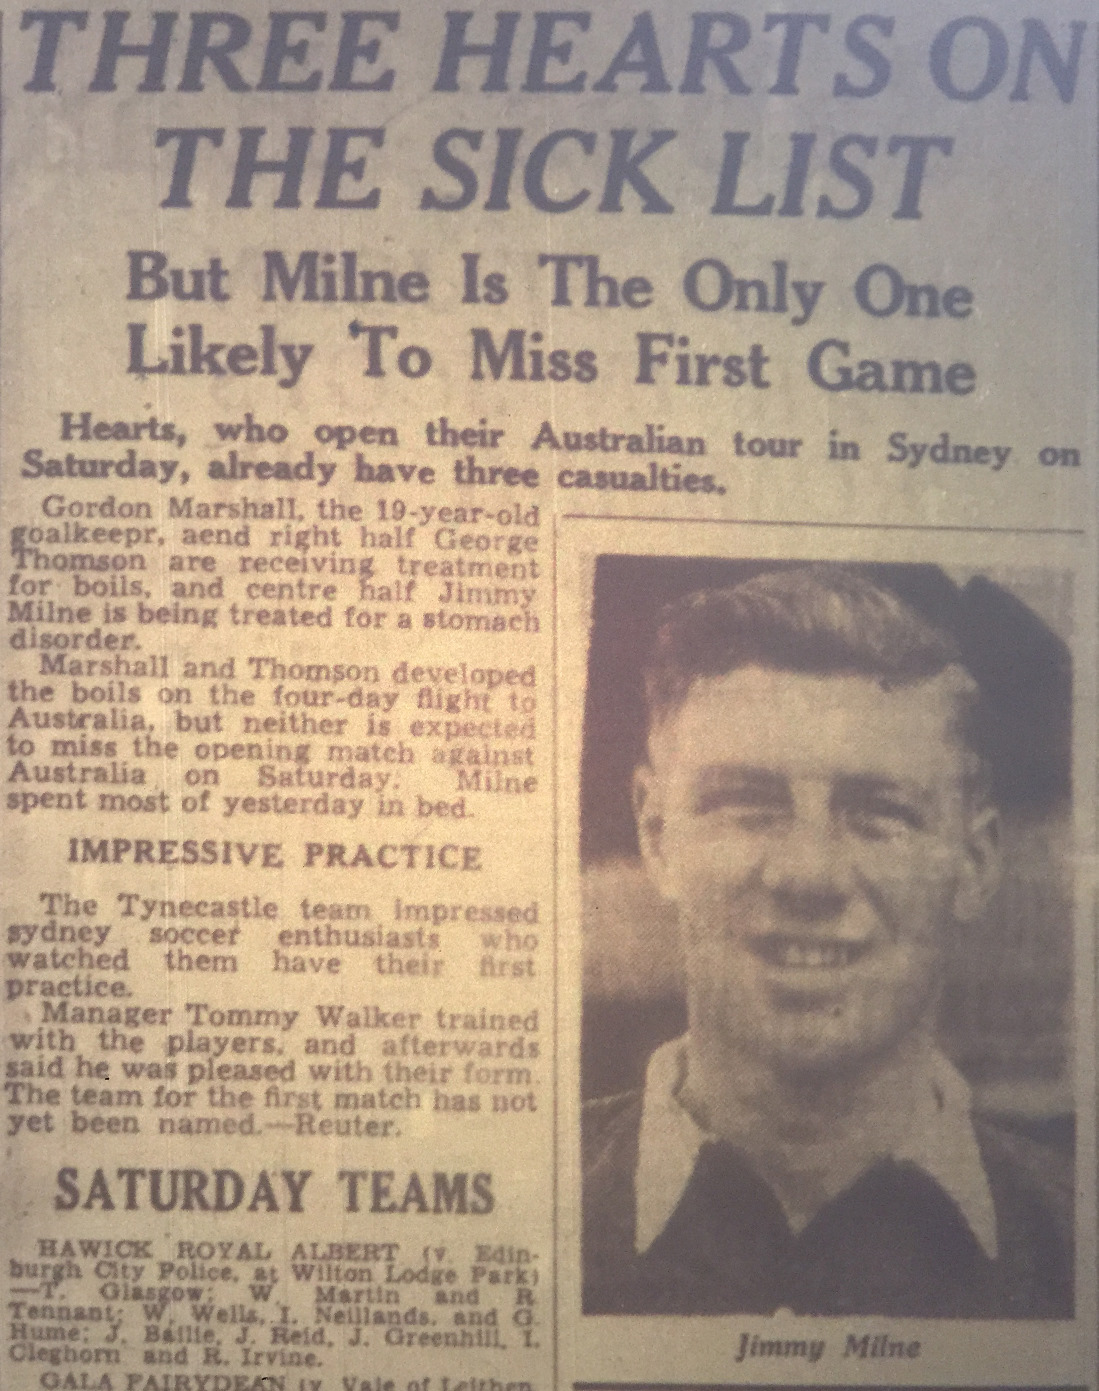 THREE HEARTS ON
THE SICK LIST
But Milne Is The Only One
Likely To Miss First Game
Hearts, who open their Australian tour in Sydney on
Saturday, already have three casualties.
Gordon Marshall, the 19-year-old
goalkeepr, aend right half George
Thomson are receiving treatment
for boils, and centre half Jimmy
Milne is being treated for a stomach
disorder.
Marshall and Thomson developed
the boils on the four-day flight to
Australia, but neither is expected
to miss the opening match against
Australia on Saturday. Milne
spent most of yesterday in bed.
IMPRESSIVE PRACTICE
The Tynecastle team impressed
sydney soccer enthusiasts who
watched them have their first
practice.
Manager Tommy Walker trained
with the players, and afterwards
said he was pleased with their form.
The team for the first match has not
yet been named.—Reuter.
SATURDAY TEAMS
HAWICK ROYAL ALBERT (v. Edin-
burgh City Police, at Wilton Lodge Park)
—T. Glasgow; W. Martin and R.
Tennant; W. Wells, I. Neillands, and G.
Hume; J. Baillie, J. Reid, J. Greenhill, I.
Cleghorn and R. Irvine.
GALA FAIRYDEAN (v. Vale of Leithen,
Jimmy Milne